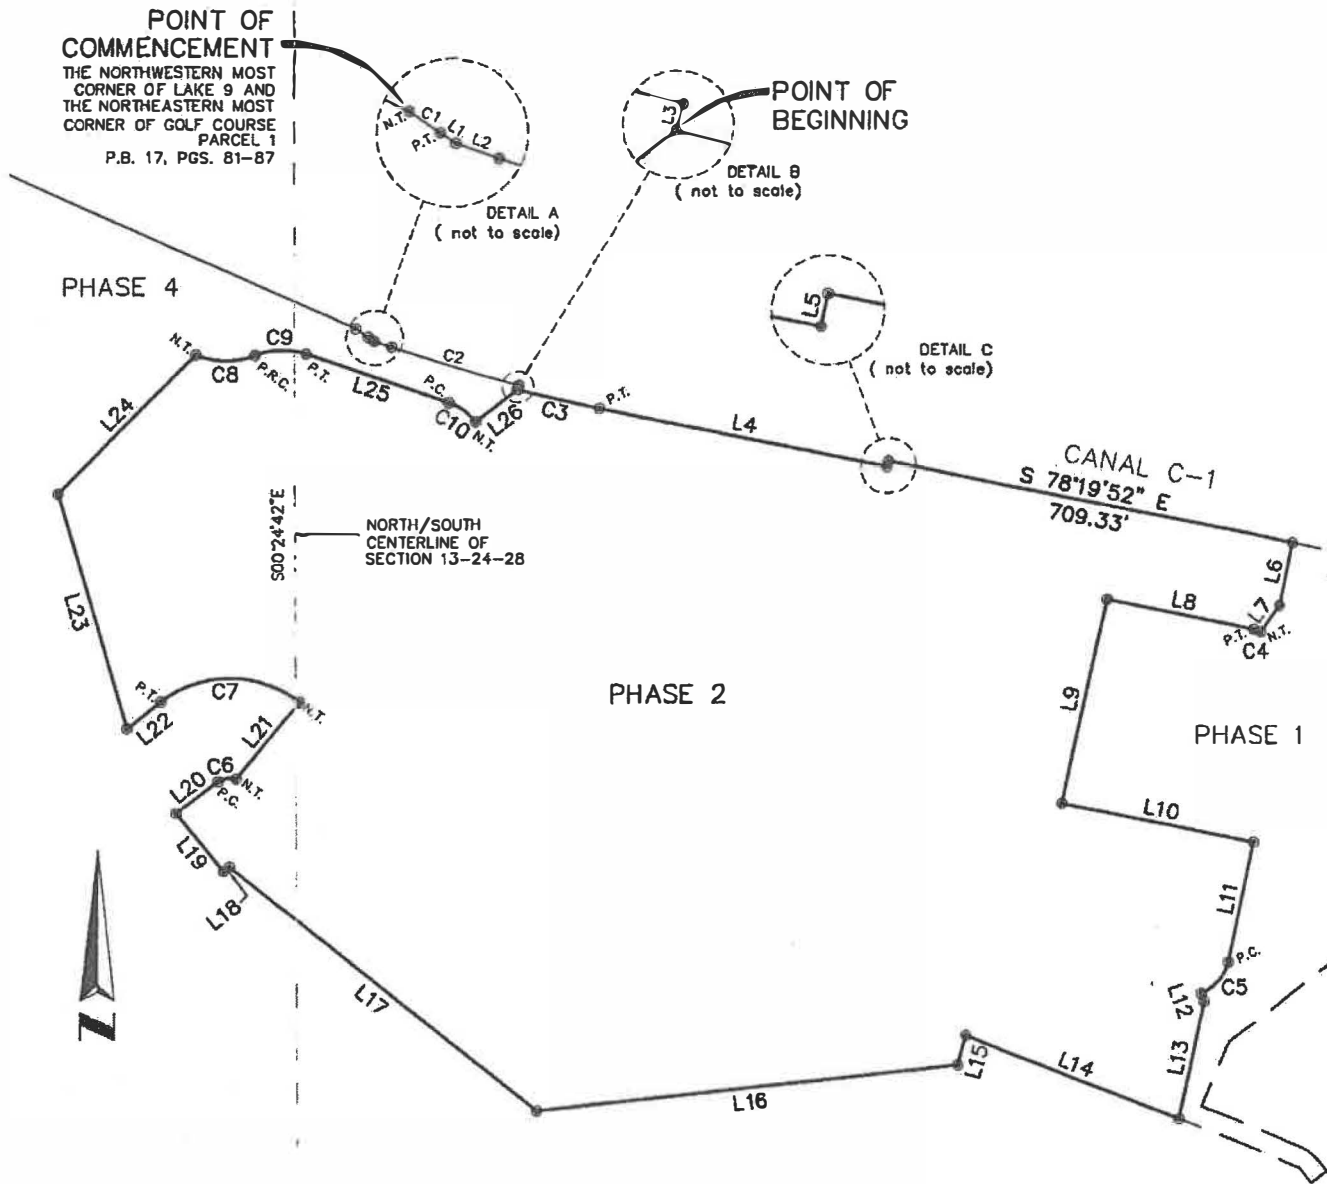 POINT OF
COMMENCEMENT
THE NORTHWESTERN MOST
CORNER OF LAKE 9 AND
THE NORTHEASTERN MOST
CORNER OF GOLF COURSE
PARCEL 1
P.B. 17, PGS. 81-87
N.T.
C1
L1
L2
P.T.
DETAIL A
( not to scale)
L3
POINT OF
BEGINNING
DETAIL B
( not to scale)
L5
DETAIL C
( not to scale)
PHASE 4
N.T.
C8
C9
P.R.C.
P.T.
L25
C2
P.C.
C10
L26
N.T.
C3
P.T.
L4
CANAL C-1
S 78°19'52" E
709.33'
L24
S00°24'42"E
NORTH/SOUTH
CENTERLINE OF
SECTION 13-24-28
L6
L7
L8
P.T.
N.T.
C4
L23
L9
PHASE 2
PHASE 1
P.T.
C7
N.T.
L22
L21
L20
C6
P.C.
N.T.
L10
L19
L18
L11
P.C.
C5
L12
L17
L13
L14
L15
L16
N